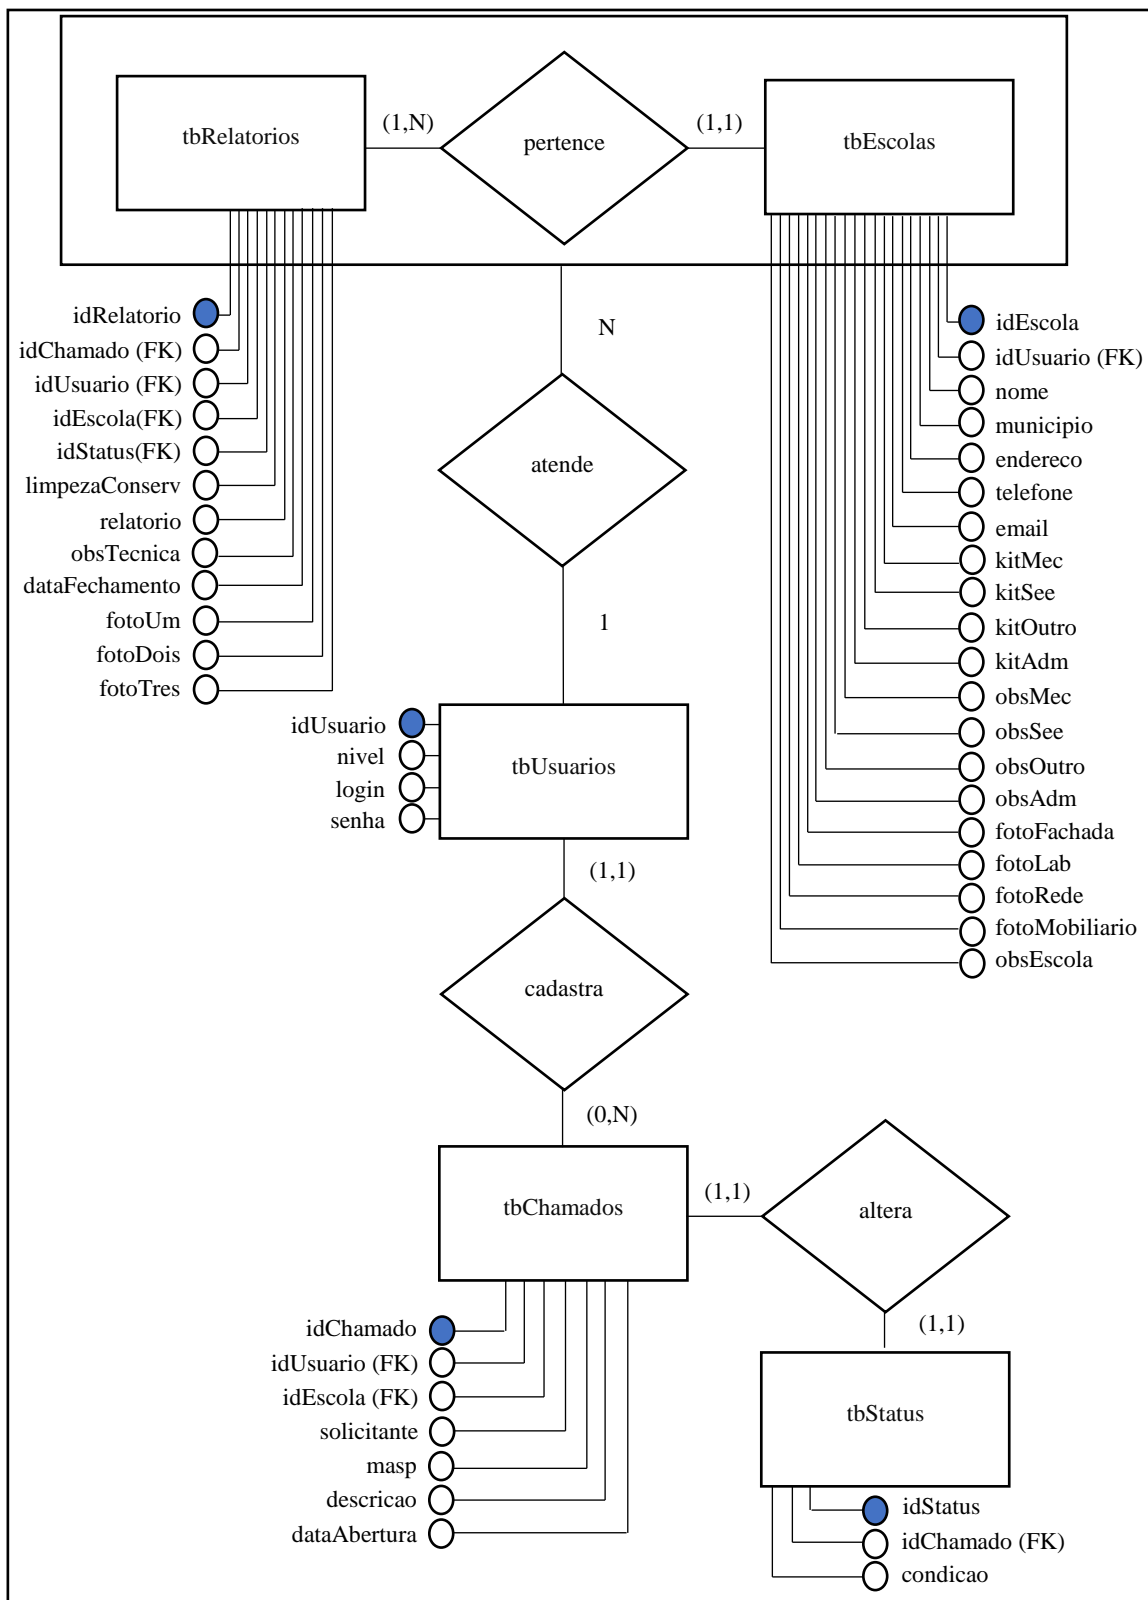 tbRelatorios
(1,N)
pertence
(1,1)
tbEscolas
idRelatorio
idChamado (FK)
idUsuario (FK)
idEscola(FK)
idStatus(FK)
limpezaConserv
relatorio
obsTecnica
dataFechamento
fotoUm
fotoDois
fotoTres
N
atende
1
idEscola
idUsuario (FK)
nome
municipio
endereco
telefone
email
kitMec
kitSee
kitOutro
kitAdm
obsMec
obsSee
obsOutro
obsAdm
fotoFachada
fotoLab
fotoRede
fotoMobiliario
obsEscola
idUsuario
nivel
login
senha
tbUsuarios
(1,1)
cadastra
(0,N)
tbChamados
(1,1)
altera
(1,1)
idChamado
idUsuario (FK)
idEscola (FK)
solicitante
masp
descricao
dataAbertura
tbStatus
idStatus
idChamado (FK)
condicao